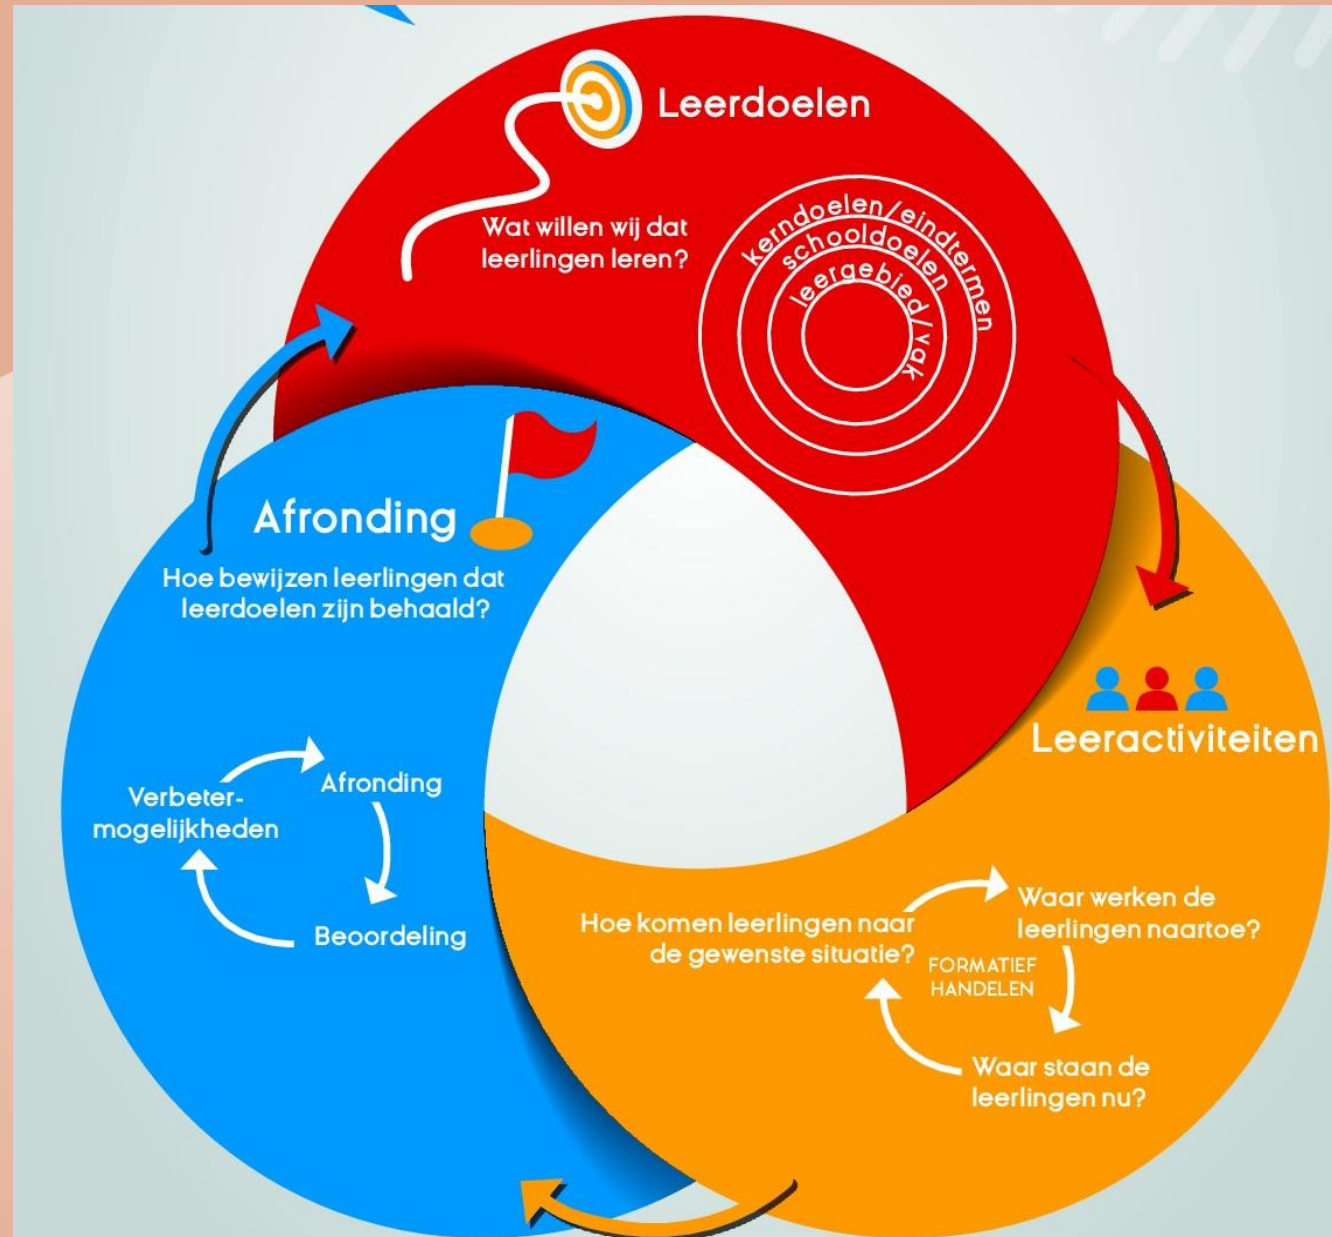 Leerdoelen
Wat willen wij dat
leerlingen leren?
kerndoelen/eindtermen
schooldoelen
leergebied/vak
Afronding
Hoe bewijzen leerlingen dat
leerdoelen zijn behaald?
Afronding
Beoordeling
Verbeter-
mogelijkheden
Leeractiviteiten
Waar werken de
leerlingen naartoe?
Waar staan de
leerlingen nu?
Hoe komen leerlingen naar
de gewenste situatie?
FORMATIEF
HANDELEN